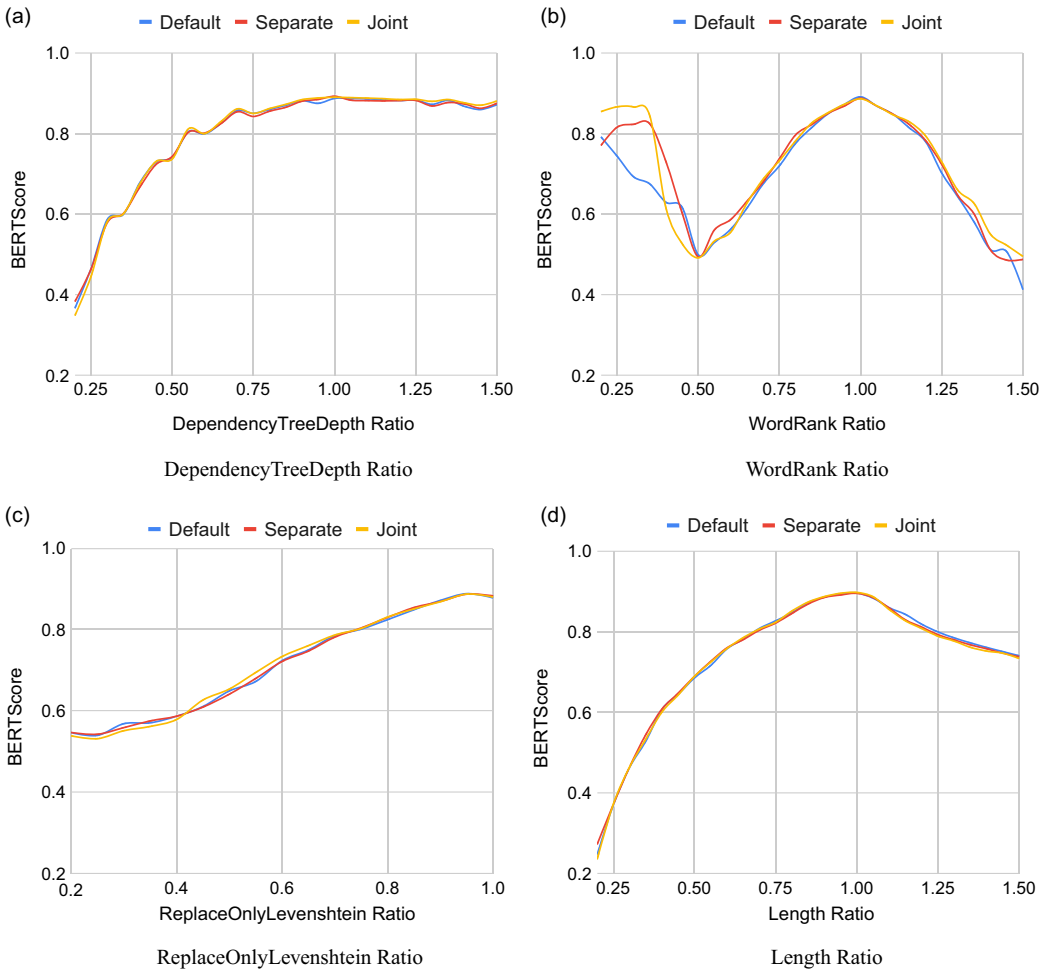 (a)
Default Separate Joint
1.0
0.8
0.6
0.4
0.2
BERTScore
0.25 0.50 0.75 1.00 1.25 1.50
DependencyTreeDepth Ratio
DependencyTreeDepth Ratio
(b)
Default Separate Joint
1.0
0.8
0.6
0.4
0.2
BERTScore
0.25 0.50 0.75 1.00 1.25 1.50
WordRank Ratio
WordRank Ratio
(c)
Default Separate Joint
1.0
0.8
0.6
0.4
0.2
BERTScore
0.2 0.4 0.6 0.8 1.0
ReplaceOnlyLevenshtein Ratio
ReplaceOnlyLevenshtein Ratio
(d)
Default Separate Joint
1.0
0.8
0.6
0.4
0.2
BERTScore
0.25 0.50 0.75 1.00 1.25 1.50
Length Ratio
Length Ratio